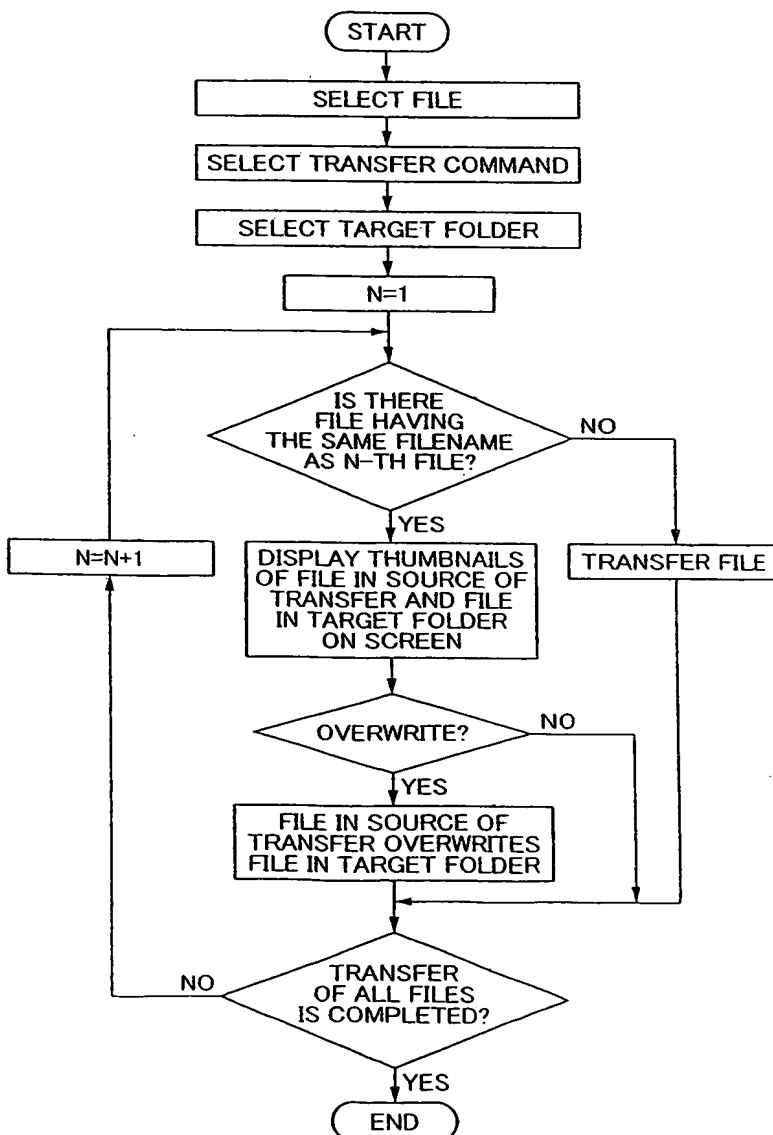 START
SELECT FILE
SELECT TRANSFER COMMAND
SELECT TARGET FOLDER
N=1
IS THERE
FILE HAVING
THE SAME FILENAME
AS N-TH FILE?
NO
YES
N=N+1
DISPLAY THUMBNAILS
OF FILE IN SOURCE OF
TRANSFER AND FILE
IN TARGET FOLDER
ON SCREEN
TRANSFER FILE
OVERWRITE?
NO
YES
FILE IN SOURCE OF
TRANSFER OVERWRITES
FILE IN TARGET FOLDER
NO
TRANSFER
OF ALL FILES
IS COMPLETED?
YES
END